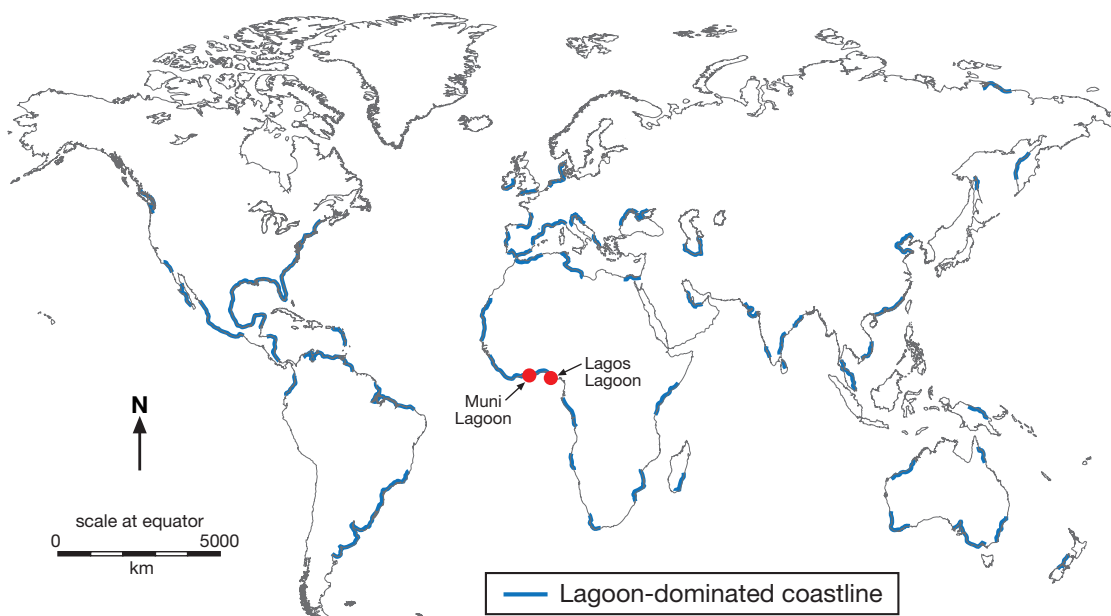 Lagos
Lagoon
Muni
Lagoon
N
scale at equator
0 5000
km
Lagoon-dominated coastline